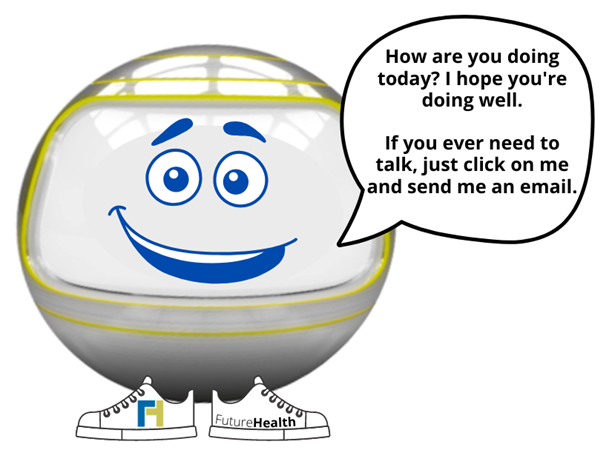 How are you doing
today? I hope you're
doing well.
If you ever need to
talk, just click on me
and send me an email.
FH
FutureHealth